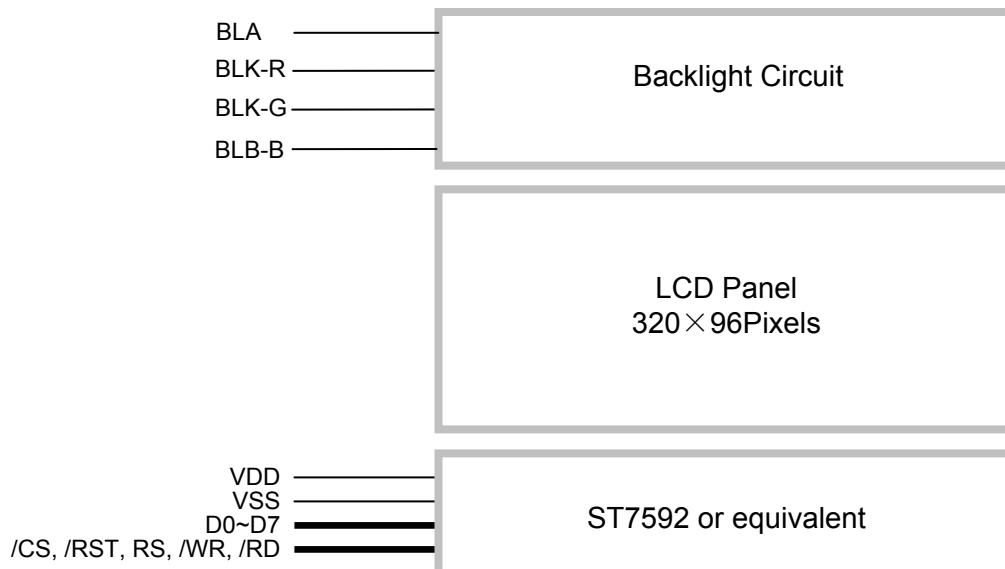 BLA
BLK-R
BLK-G
BLB-B
Backlight Circuit
LCD Panel
320×96Pixels
VDD
VSS
D0~D7
/CS, /RST, RS, /WR, /RD
ST7592 or equivalent